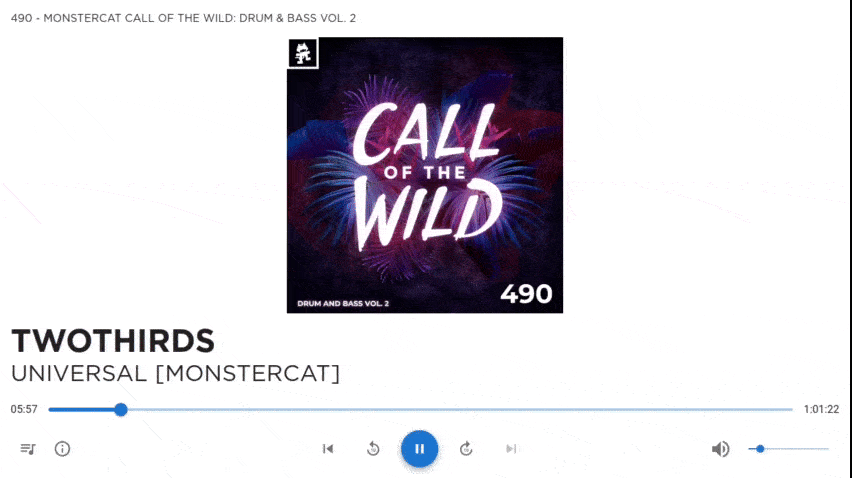 490 - MONSTERCAT CALL OF THE WILD: DRUM & BASS VOL. 2
CALL
OF THE
WILD
DRUM AND BASS VOL. 2
490
TWOTHIRDS
UNIVERSAL [MONSTERCAT]
05:57
1:01:22